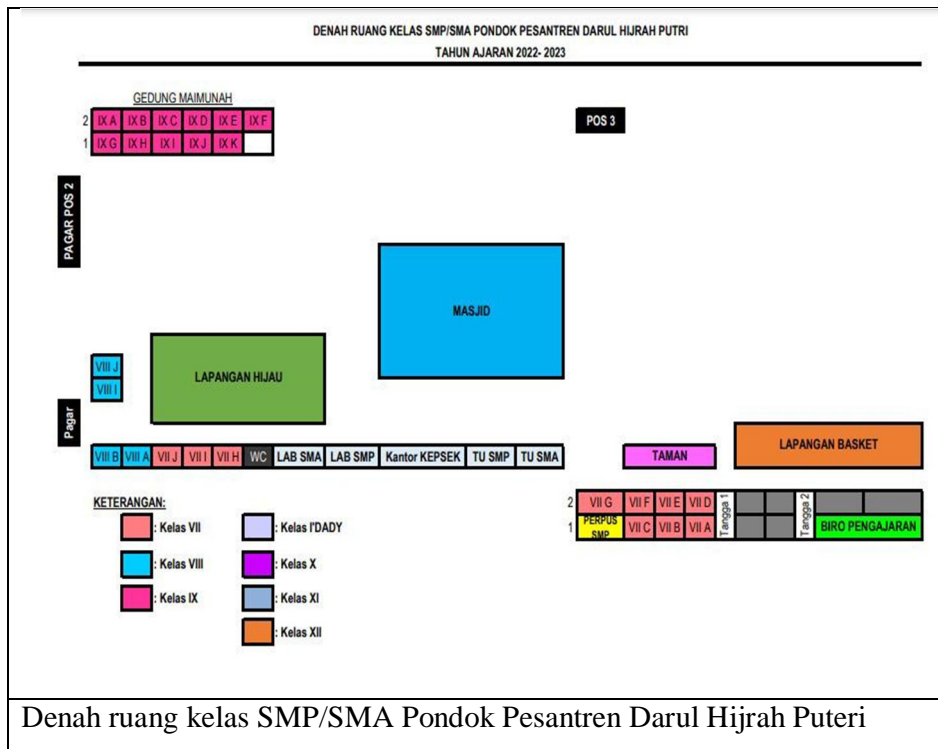 DENAH RUANG KELAS SMP/SMA PONDOK PESANTREN DARUL HIJRAH PUTRI
TAHUN AJARAN 2022- 2023
GEDUNG MAIMUNAH
2 IX A IX B IX C IX D IX E IX F
1 IX G IX H IX I IX J IX K
POS 3
PAGAR POS 2
MASJID
LAPANGAN HIJAU
VIII J
VIII I
Pagar
VIII B VIII A VII J VII I VII H WC LAB SMA LAB SMP Kantor KEPSEK TU SMP TU SMA
TAMAN
LAPANGAN BASKET
2 VII G VII F VII E VII D
1 PERPUS SMP VII C VII B VII A
Tangga 1
Tangga 2
BIRO PENGAJARAN
KETERANGAN:
: Kelas VII
: Kelas VIII
: Kelas IX
: Kelas I'DADY
: Kelas X
: Kelas XI
: Kelas XII
Denah ruang kelas SMP/SMA Pondok Pesantren Darul Hijrah Puteri